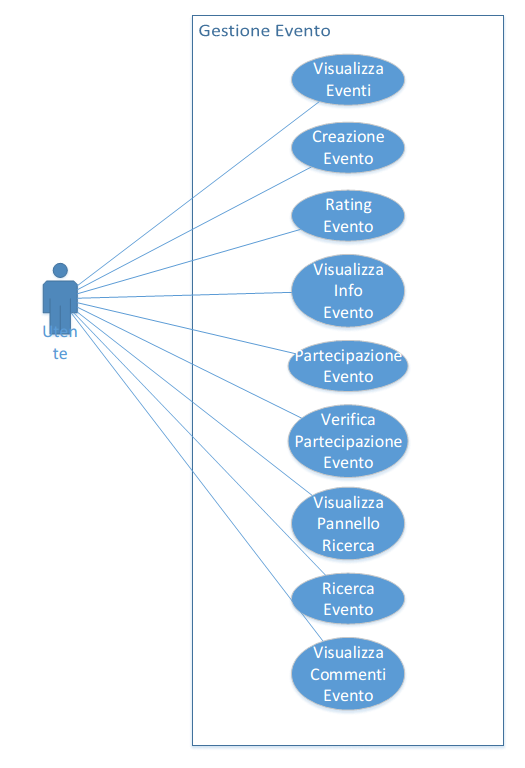 Gestione Evento
Visualizza
Eventi
Creazione
Evento
Rating
Evento
Visualizza
Info
Evento
Uten
te
Partecipazione
Evento
Verifica
Partecipazione
Evento
Visualizza
Pannello
Ricerca
Ricerca
Evento
Visualizza
Commenti
Evento